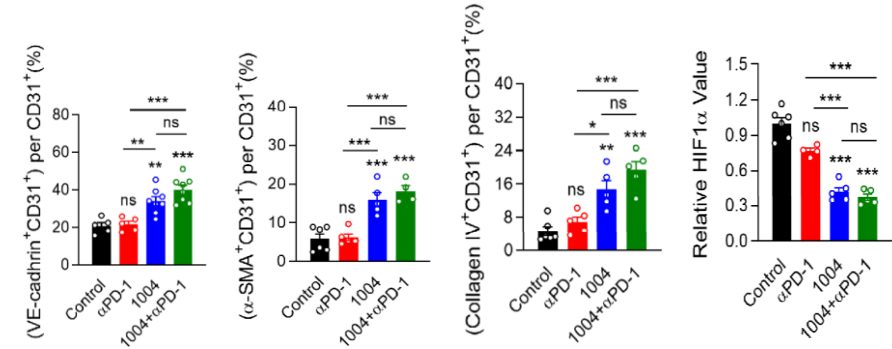 (VE-cadhrin⁺CD31⁺) per CD31⁺(%)
80
60
40
20
0
***
ns
**
**
***
ns
Control
αPD-1
1004
1004+αPD-1
(α-SMA⁺CD31⁺) per CD31⁺(%)
40
30
20
10
0
***
ns
***
***
***
ns
Control
αPD-1
1004
1004+αPD-1
(Collagen IV⁺CD31⁺) per CD31⁺(%)
40
32
24
16
8
0
***
ns
*
**
***
ns
Control
αPD-1
1004
1004+αPD-1
Relative HIF1α Value
1.5
1.2
0.9
0.6
0.3
0.0
***
***
ns
ns
***
***
Control
αPD-1
1004
1004+αPD-1